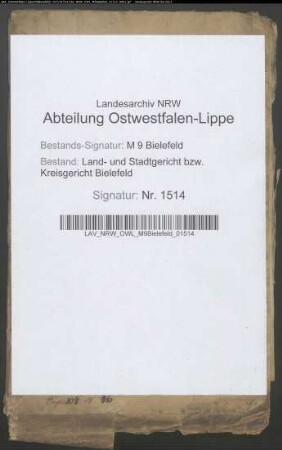 Landesarchiv NRW
Abteilung Ostwestfalen-Lippe
Bestands-Signatur: M 9 Bielefeld
Bestand: Land- und Stadtgericht bzw.
Kreisgericht Bielefeld
Signatur: Nr. 1514
LAV_NRW_OWL_M9Bielefeld_01514